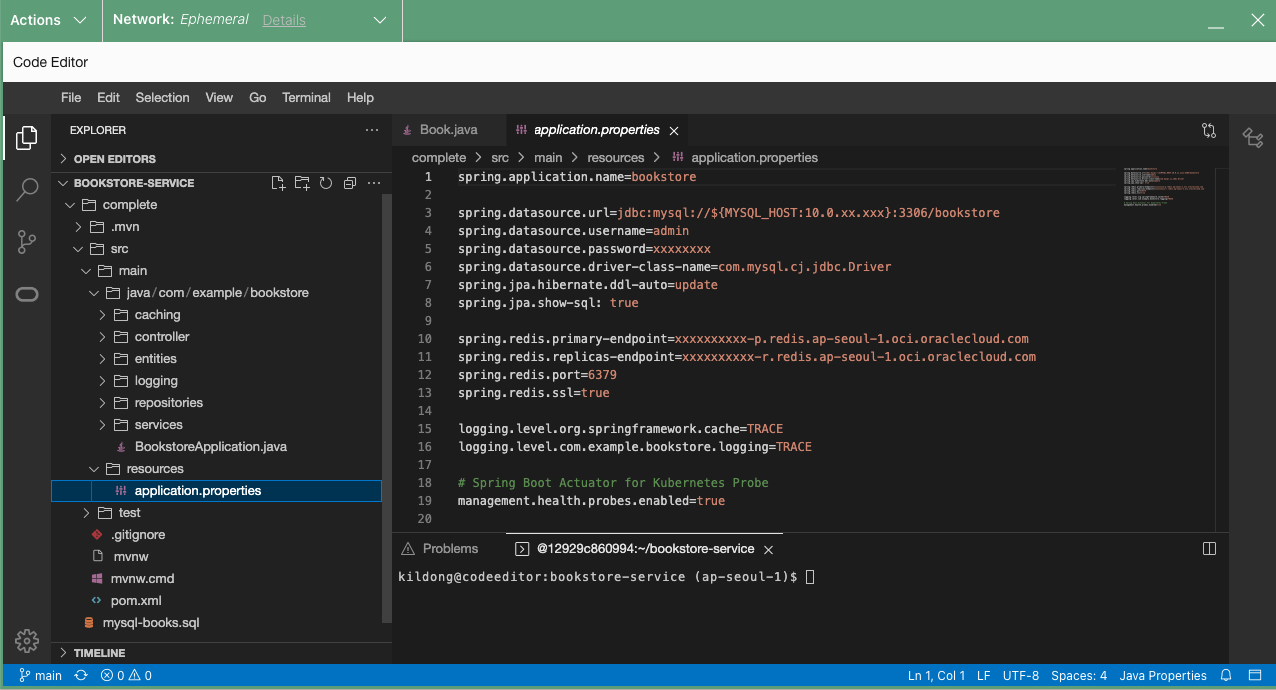 Actions Network: Ephemeral Details
Code Editor
File Edit Selection View Go Terminal Help
EXPLORER
OPEN EDITORS
BOOKSTORE-SERVICE
complete
.mvn
src
main
java/com/example/bookstore
caching
controller
entities
logging
repositories
services
BookstoreApplication.java
resources
application.properties
test
.gitignore
mvnw
mvnw.cmd
pom.xml
mysql-books.sql
TIMELINE
Book.java application.properties
complete > src > main > resources > application.properties
1 spring.application.name=bookstore
2
3 spring.datasource.url=jdbc:mysql://${MYSQL_HOST:10.0.xx.xxx}:3306/bookstore
4 spring.datasource.username=admin
5 spring.datasource.password=xxxxxxxx
6 spring.datasource.driver-class-name=com.mysql.cj.jdbc.Driver
7 spring.jpa.hibernate.ddl-auto=update
8 spring.jpa.show-sql: true
9
10 spring.redis.primary-endpoint=xxxxxxxxxx-p.redis.ap-seoul-1.oci.oraclecloud.com
11 spring.redis.replicas-endpoint=xxxxxxxxxx-r.redis.ap-seoul-1.oci.oraclecloud.com
12 spring.redis.port=6379
13 spring.redis.ssl=true
14
15 logging.level.org.springframework.cache=TRACE
16 logging.level.com.example.bookstore.logging=TRACE
17
18 # Spring Boot Actuator for Kubernetes Probe
19 management.health.probes.enabled=true
20
Problems @12929c860994:~/bookstore-service
kildong@codeeditor:bookstore-service (ap-seoul-1)$
main 0 0 Ln 1, Col 1 LF UTF-8 Spaces: 4 Java Properties